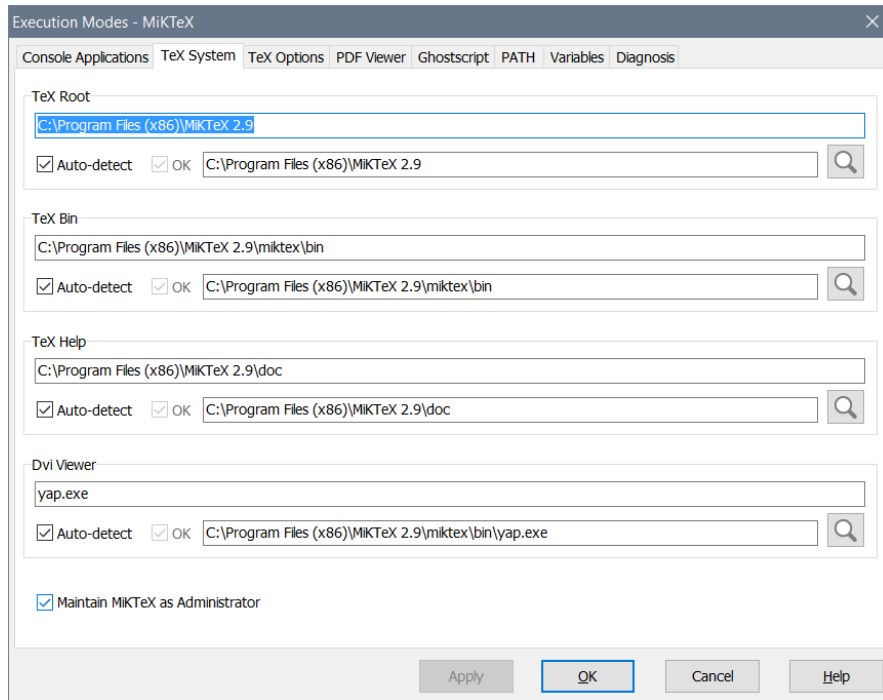 Execution Modes - MiKTeX
Console Applications TeX System TeX Options PDF Viewer Ghostscript PATH Variables Diagnosis
TeX Root
C:\Program Files (x86)\MiKTeX 2.9
Auto-detect OK C:\Program Files (x86)\MiKTeX 2.9
TeX Bin
C:\Program Files (x86)\MiKTeX 2.9\miktex\bin
Auto-detect OK C:\Program Files (x86)\MiKTeX 2.9\miktex\bin
TeX Help
C:\Program Files (x86)\MiKTeX 2.9\doc
Auto-detect OK C:\Program Files (x86)\MiKTeX 2.9\doc
Dvi Viewer
yap.exe
Auto-detect OK C:\Program Files (x86)\MiKTeX 2.9\miktex\bin\yap.exe
Maintain MiKTeX as Administrator
Apply OK Cancel Help